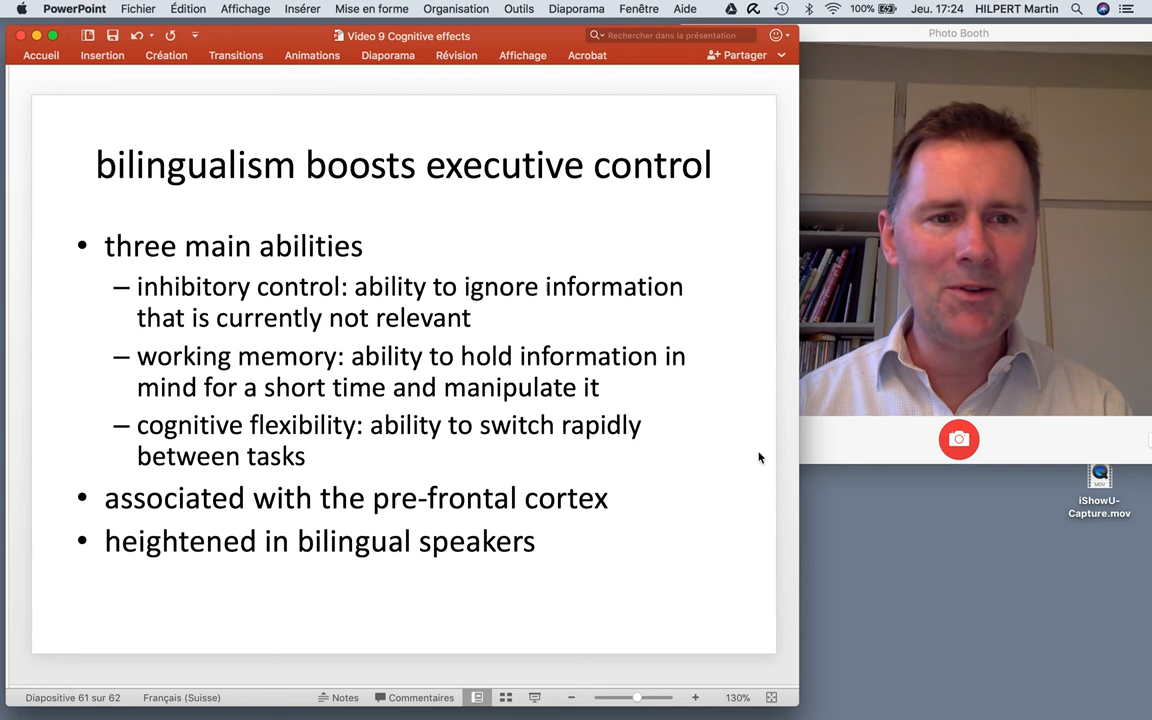 PowerPoint Fichier Édition Affichage Insérer Mise en forme Organisation Outils Diaporama Fenêtre Aide 100% Jeu. 17:24 HILPERT Martin
Video 9 Cognitive effects
Rechercher dans la présentation
Photo Booth
Accueil Insertion Création Transitions Animations Diaporama Révision Affichage Acrobat Partager
bilingualism boosts executive control
• three main abilities
– inhibitory control: ability to ignore information
that is currently not relevant
– working memory: ability to hold information in
mind for a short time and manipulate it
– cognitive flexibility: ability to switch rapidly
between tasks
• associated with the pre-frontal cortex
• heightened in bilingual speakers
MOV
iShowU-
Capture.mov
Diapositive 61 sur 62 Français (Suisse) Notes Commentaires 130%